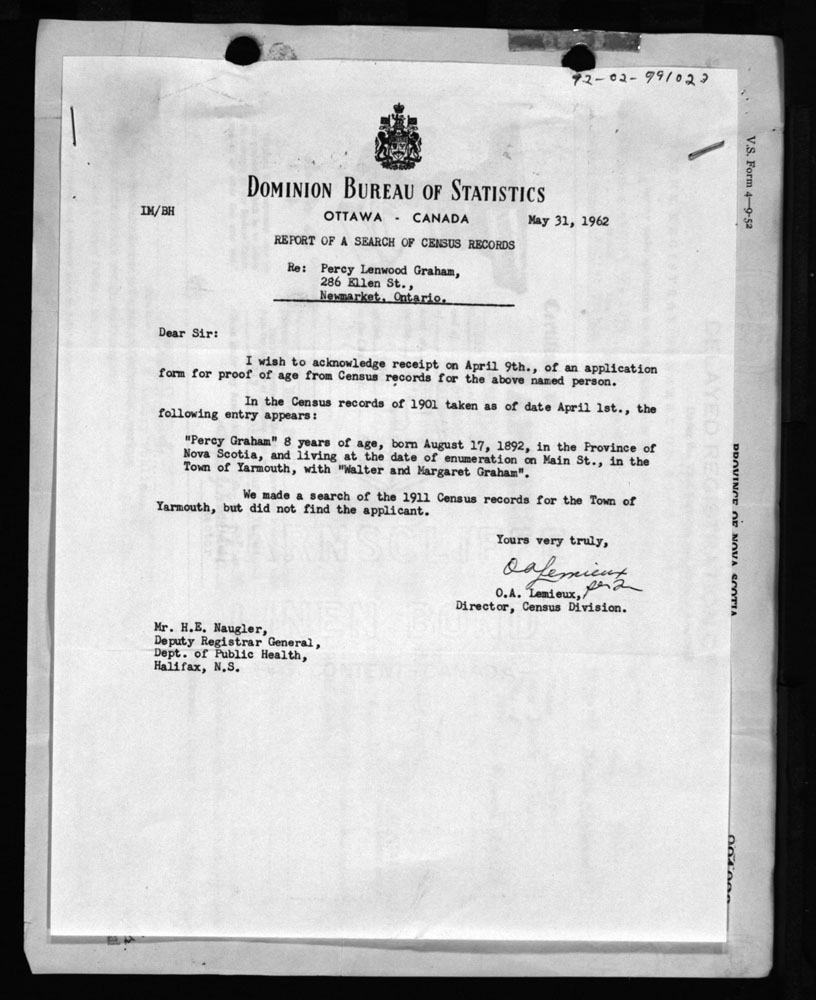 92-02-991023
V.S. Form 4—9-52
DOMINION BUREAU OF STATISTICS
IM/BH
OTTAWA - CANADA
May 31, 1962
REPORT OF A SEARCH OF CENSUS RECORDS
Re: Percy Lenwood Graham,
286 Ellen St.,
Newmarket, Ontario.
Dear Sir:
I wish to acknowledge receipt on April 9th., of an application
form for proof of age from Census records for the above named person.
In the Census records of 1901 taken as of date April 1st., the
following entry appears:
"Percy Graham" 8 years of age, born August 17, 1892, in the Province of
Nova Scotia, and living at the date of enumeration on Main St., in the
Town of Yarmouth, with "Walter and Margaret Graham".
We made a search of the 1911 Census records for the Town of
Yarmouth, but did not find the applicant.
Yours very truly,
O A Lemieux
O.A. Lemieux,
Director, Census Division.
Mr. H.E. Naugler,
Deputy Registrar General,
Dept. of Public Health,
Halifax, N.S.
PROVINCE OF NOVA SCOTIA